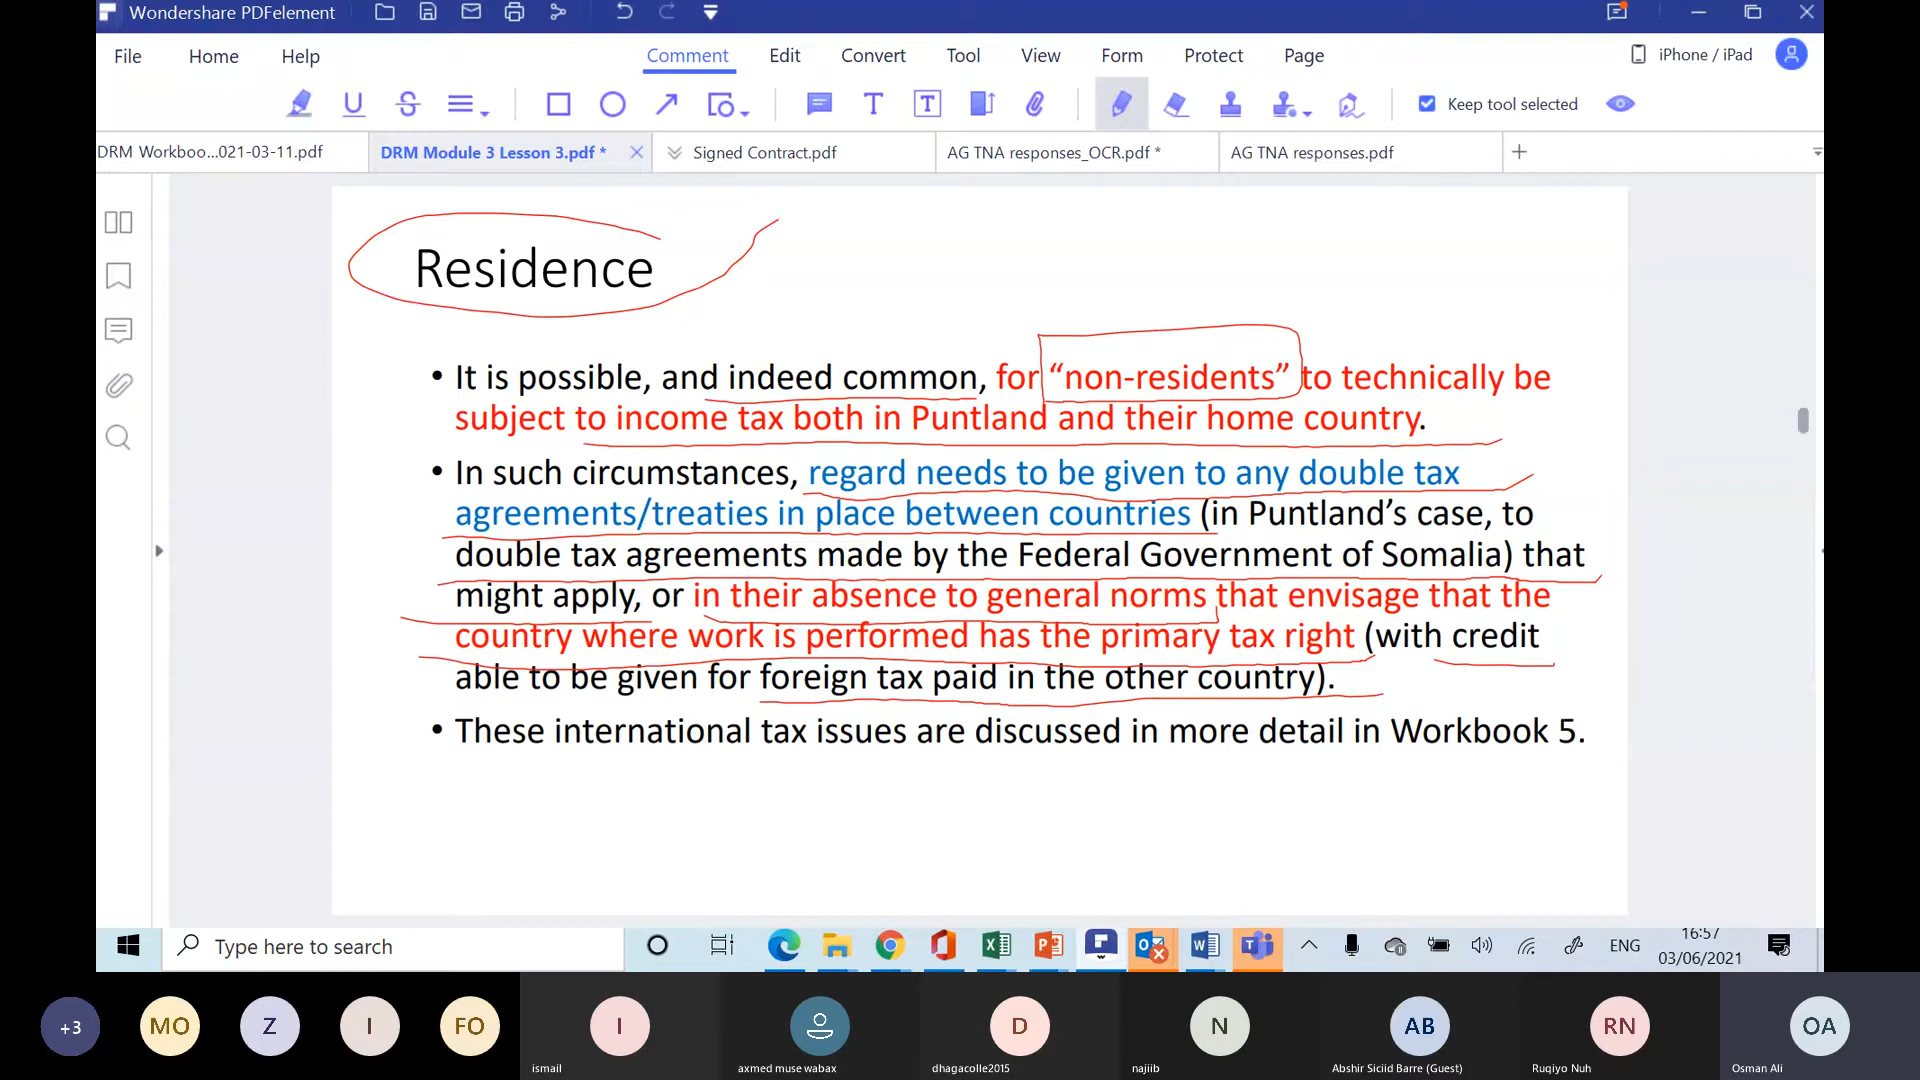 Wondershare PDFelement
File Home Help Comment Edit Convert Tool View Form Protect Page iPhone / iPad
Keep tool selected
DRM Workboo...021-03-11.pdf DRM Module 3 Lesson 3.pdf * Signed Contract.pdf AG TNA responses_OCR.pdf * AG TNA responses.pdf
Residence
• It is possible, and indeed common, for “non-residents” to technically be
subject to income tax both in Puntland and their home country.
• In such circumstances, regard needs to be given to any double tax
agreements/treaties in place between countries (in Puntland’s case, to
double tax agreements made by the Federal Government of Somalia) that
might apply, or in their absence to general norms that envisage that the
country where work is performed has the primary tax right (with credit
able to be given for foreign tax paid in the other country).
• These international tax issues are discussed in more detail in Workbook 5.
Type here to search
ENG
16:57
03/06/2021
+3 MO Z I FO I D N AB RN OA
ismail axmed muse wabax dhagacolle2015 najiib Abshir Siciid Barre (Guest) Ruqiyo Nuh Osman Ali